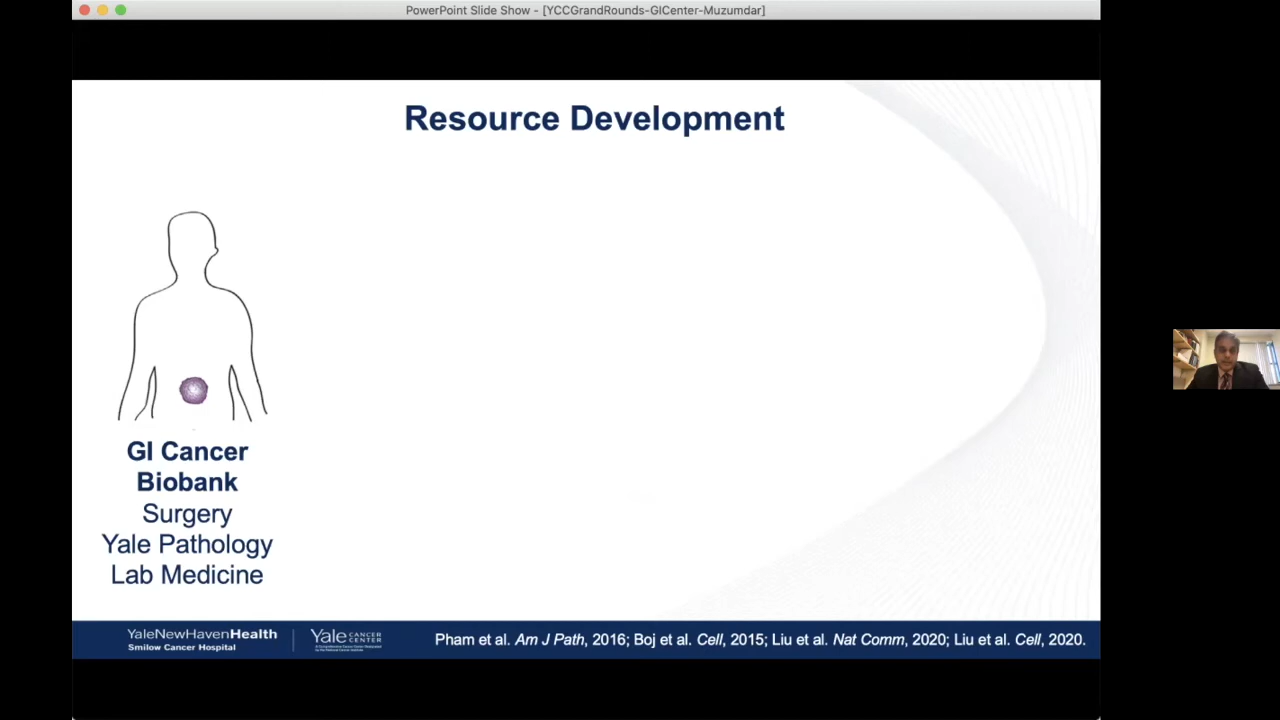 PowerPoint Slide Show - [YCCGrandRounds-GICenter-Muzumdar]
Resource Development
GI Cancer
Biobank
Surgery
Yale Pathology
Lab Medicine
YaleNewHavenHealth
Smilow Cancer Hospital
Yale CANCER CENTER
Pham et al. Am J Path, 2016; Boj et al. Cell, 2015; Liu et al. Nat Comm, 2020; Liu et al. Cell, 2020.